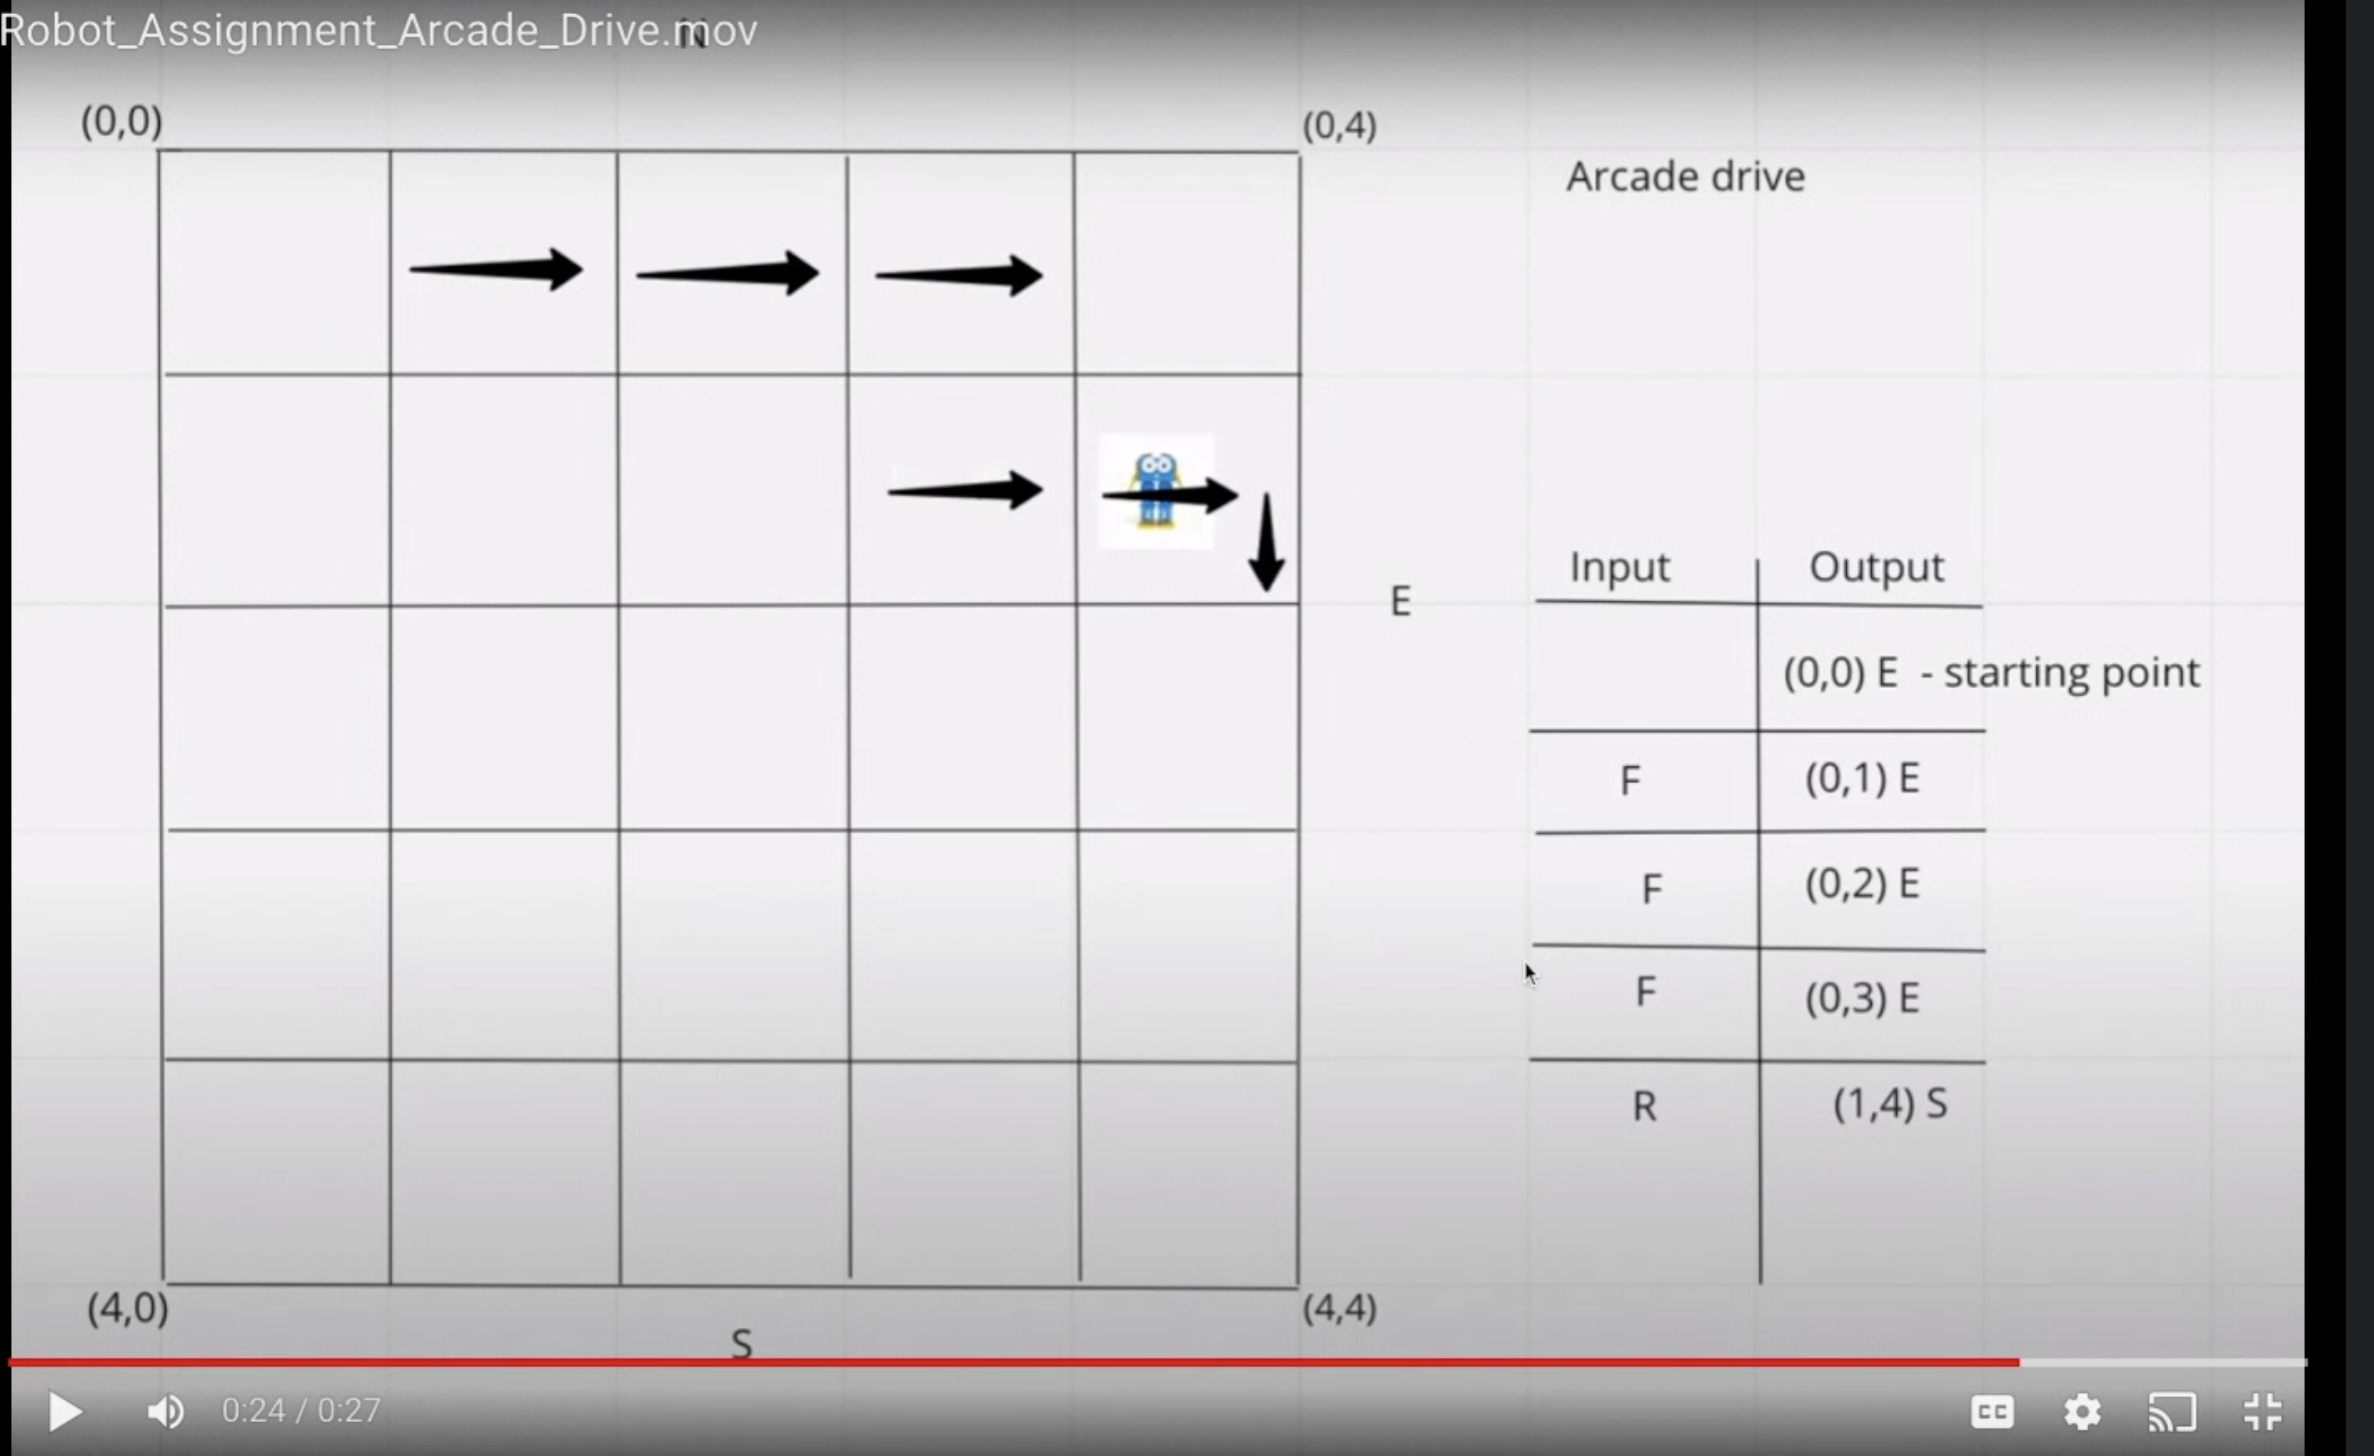 Robot_Assignment_Arcade_Drive.mov
N
(0,0)
(0,4)
Arcade drive
E
Input Output
(0,0) E - starting point
F (0,1) E
F (0,2) E
F (0,3) E
R (1,4) S
(4,0)
(4,4)
S
0:24 / 0:27
CC